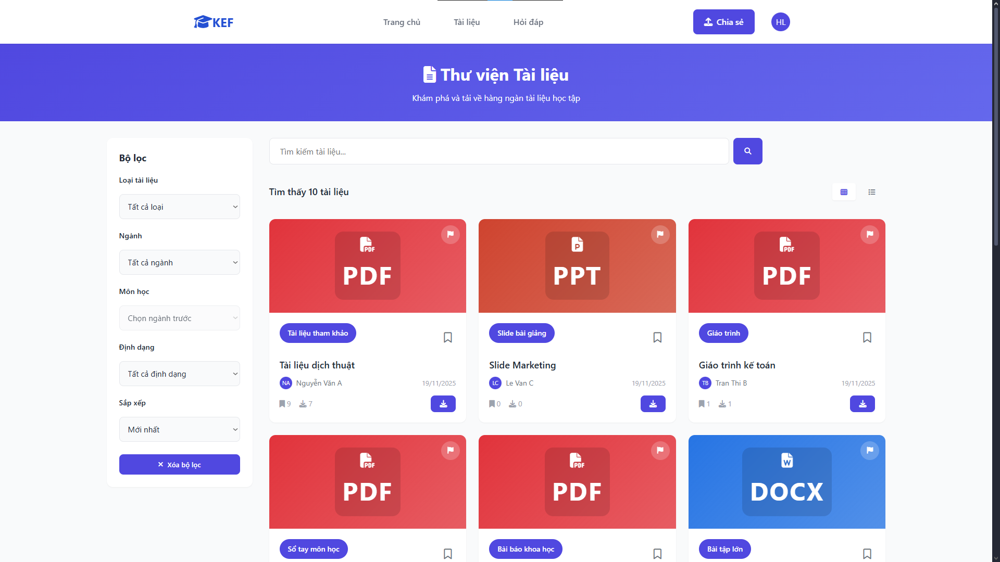 KEF
Trang chủ
Tài liệu
Hỏi đáp
Chia sẻ
HL
Thư viện Tài liệu
Khám phá và tải về hàng ngàn tài liệu học tập
Bộ lọc
Loại tài liệu
Tất cả loại
Ngành
Tất cả ngành
Môn học
Chọn ngành trước
Định dạng
Tất cả định dạng
Sắp xếp
Mới nhất
Xóa bộ lọc
Tìm kiếm tài liệu...
Tìm thấy 10 tài liệu
PDF
PDF
Tài liệu tham khảo
Tài liệu dịch thuật
NA Nguyễn Văn A 19/11/2025
9 7
P
PPT
Slide bài giảng
Slide Marketing
LC Le Van C 19/11/2025
0 0
PDF
PDF
Giáo trình
Giáo trình kế toán
TB Tran Thi B 19/11/2025
1 1
PDF
PDF
Sổ tay môn học
PDF
PDF
Bài báo khoa học
W
DOCX
Bài tập lớn